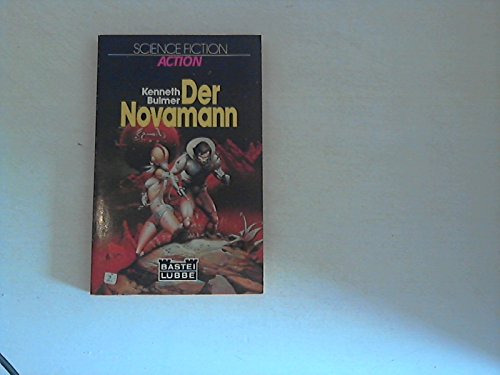 SCIENCE FICTION
ACTION
Kenneth
Bulmer
Der
Novamann
BASTEI
LÜBBE